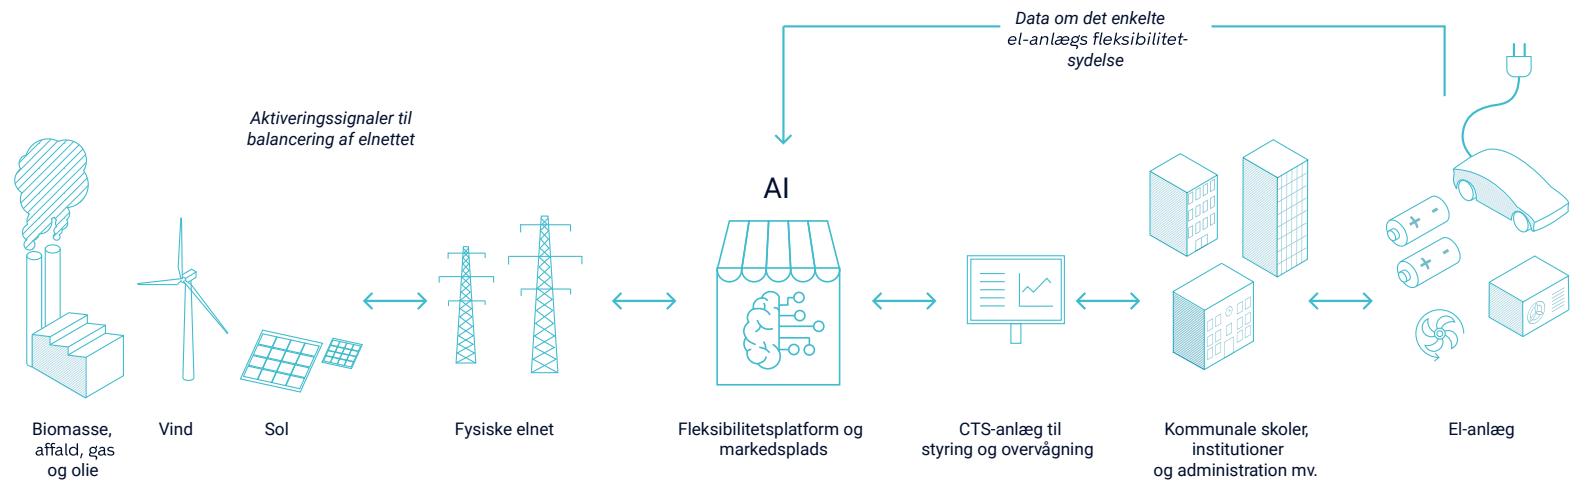 Data om det enkelte
el-anlægs fleksibilitet-
sydelse
Aktiveringssignaler til
balancering af elnettet
AI
Biomasse,
affald, gas
og olie
Vind
Sol
Fysiske elnet
Fleksibilitetsplatform og
markedsplads
CTS-anlæg til
styring og overvågning
Kommunale skoler,
institutioner
og administration mv.
El-anlæg